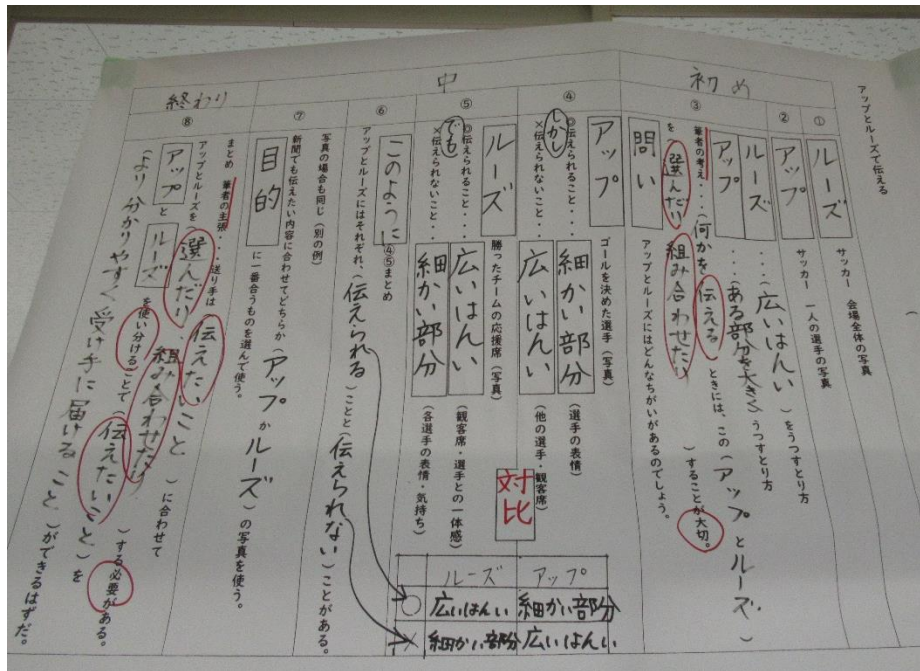 アップとルーズで伝える
初め
①
ルーズ サッカー 会場全体の写真
②
アップ サッカー 一人の選手の写真
③
ルーズ ・・・(広いはんい)をうつすとり方
アップ ・・・(ある部分を大きくうつすとり方
筆者の考え・・・(何かを伝える)ときには、この(アップとルーズ)
を選んだり組み合わせたり)することが大切。
問い アップとルーズにはどんなちがいがあるのでしょう。
中
④
アップ ゴールを決めた選手(写真)
◎伝えられること・・・細かい部分(選手の表情)
しかし
×伝えられないこと・・・広いはんい(他の選手・観客席)
対比
⑤
ルーズ 勝ったチームの応援席(写真)
◎伝えられること・・・広いはんい(観客席・選手との一体感)
でも
×伝えられないこと・・・細かい部分(各選手の表情・気持ち)
⑥
このように ④⑤まとめ
アップとルーズにはそれぞれ、(伝えられる)ことと(伝えられない)ことがある。
アップ ルーズ
○ 細かい部分 広いはんい
× 広いはんい 細かい部分
⑦
写真の場合も同じ(別の例)
新聞でも伝えたい内容に合わせてどちらか(アップかルーズ)の写真を使う。
目的に一番合うものを選んで使う。
終わり
⑧
まとめ 筆者の主張・・・送り手は伝えたいこと)に合わせて
アップとルーズを(選んだり組み合わせたり)する必要がある。
アップとルーズを使い分けることで(伝えたいこと)を
(より分かりやすく受け手に届けること)ができるはずだ。